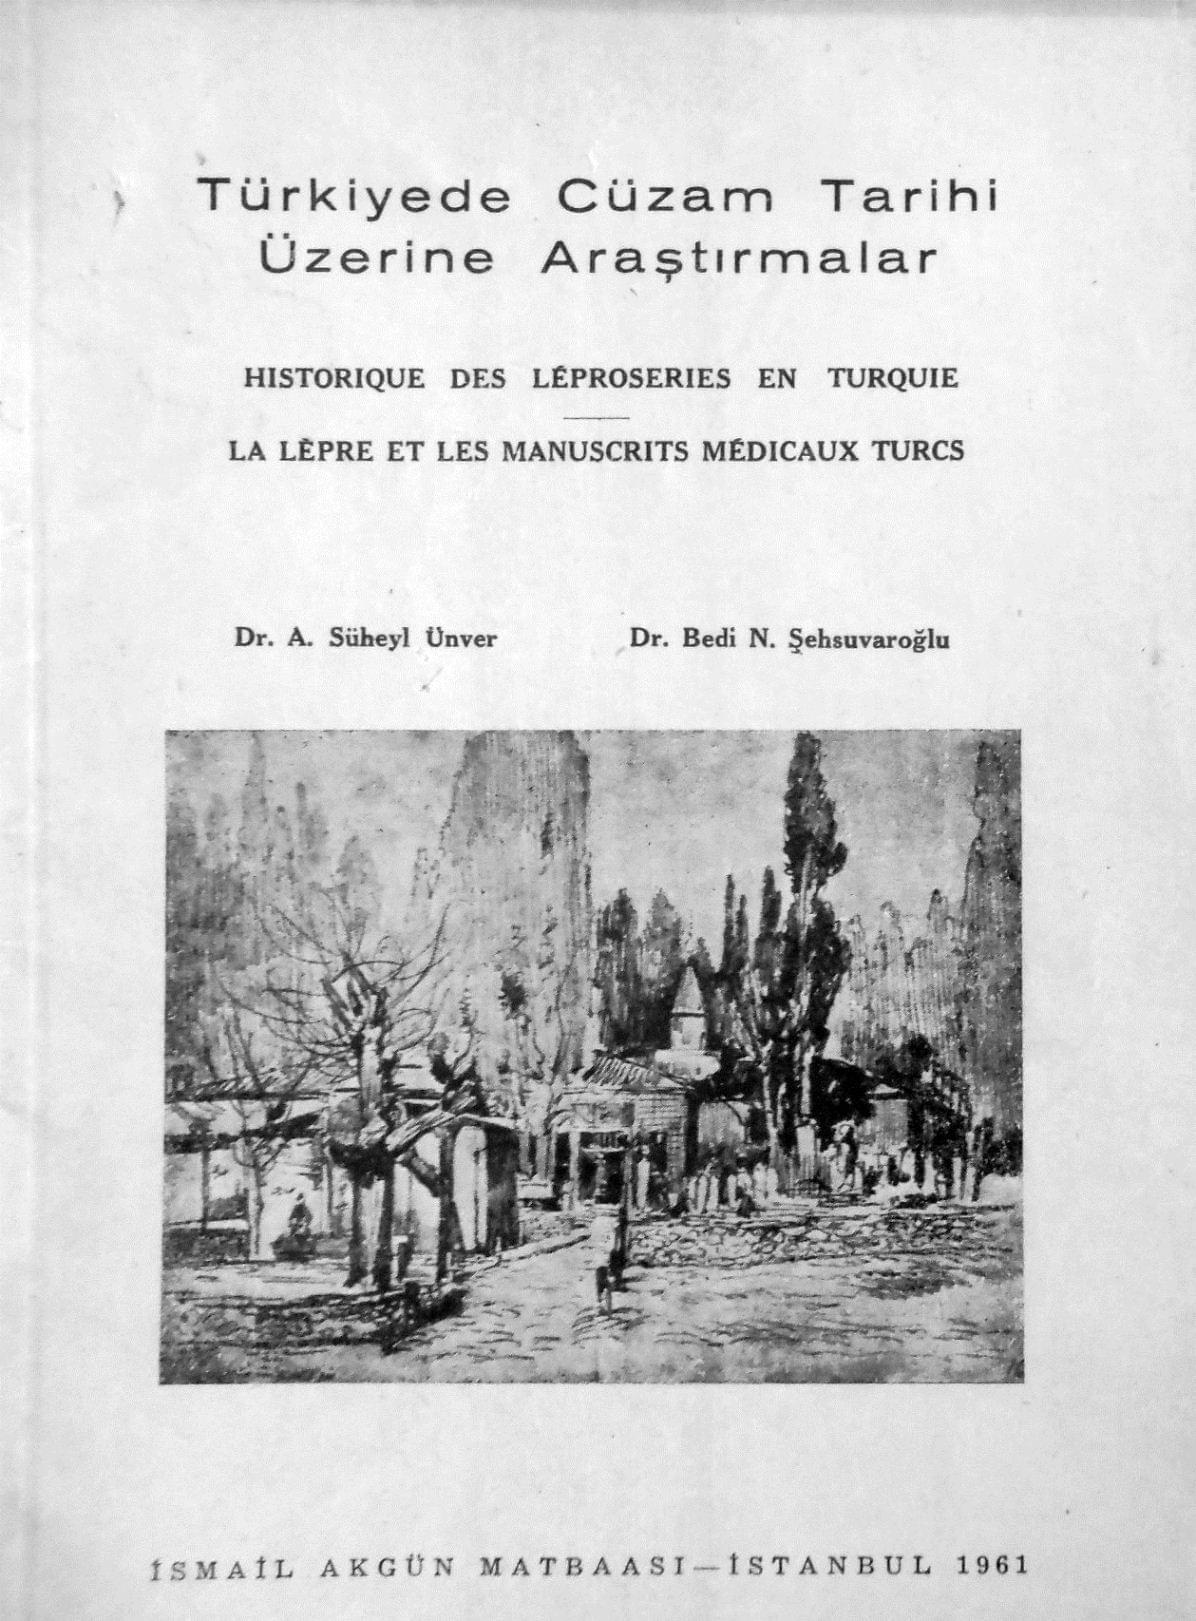 Türkiyede Cüzam Tarihi
Üzerine Araştırmalar
HISTORIQUE DES LÉPROSERIES EN TURQUIE
LA LÈPRE ET LES MANUSCRITS MÉDICAUX TURCS
Dr. A. Süheyl Ünver Dr. Bedi N. Şehsuvaroğlu
İSMAİL AKGÜN MATBAASI—İSTANBUL 1961